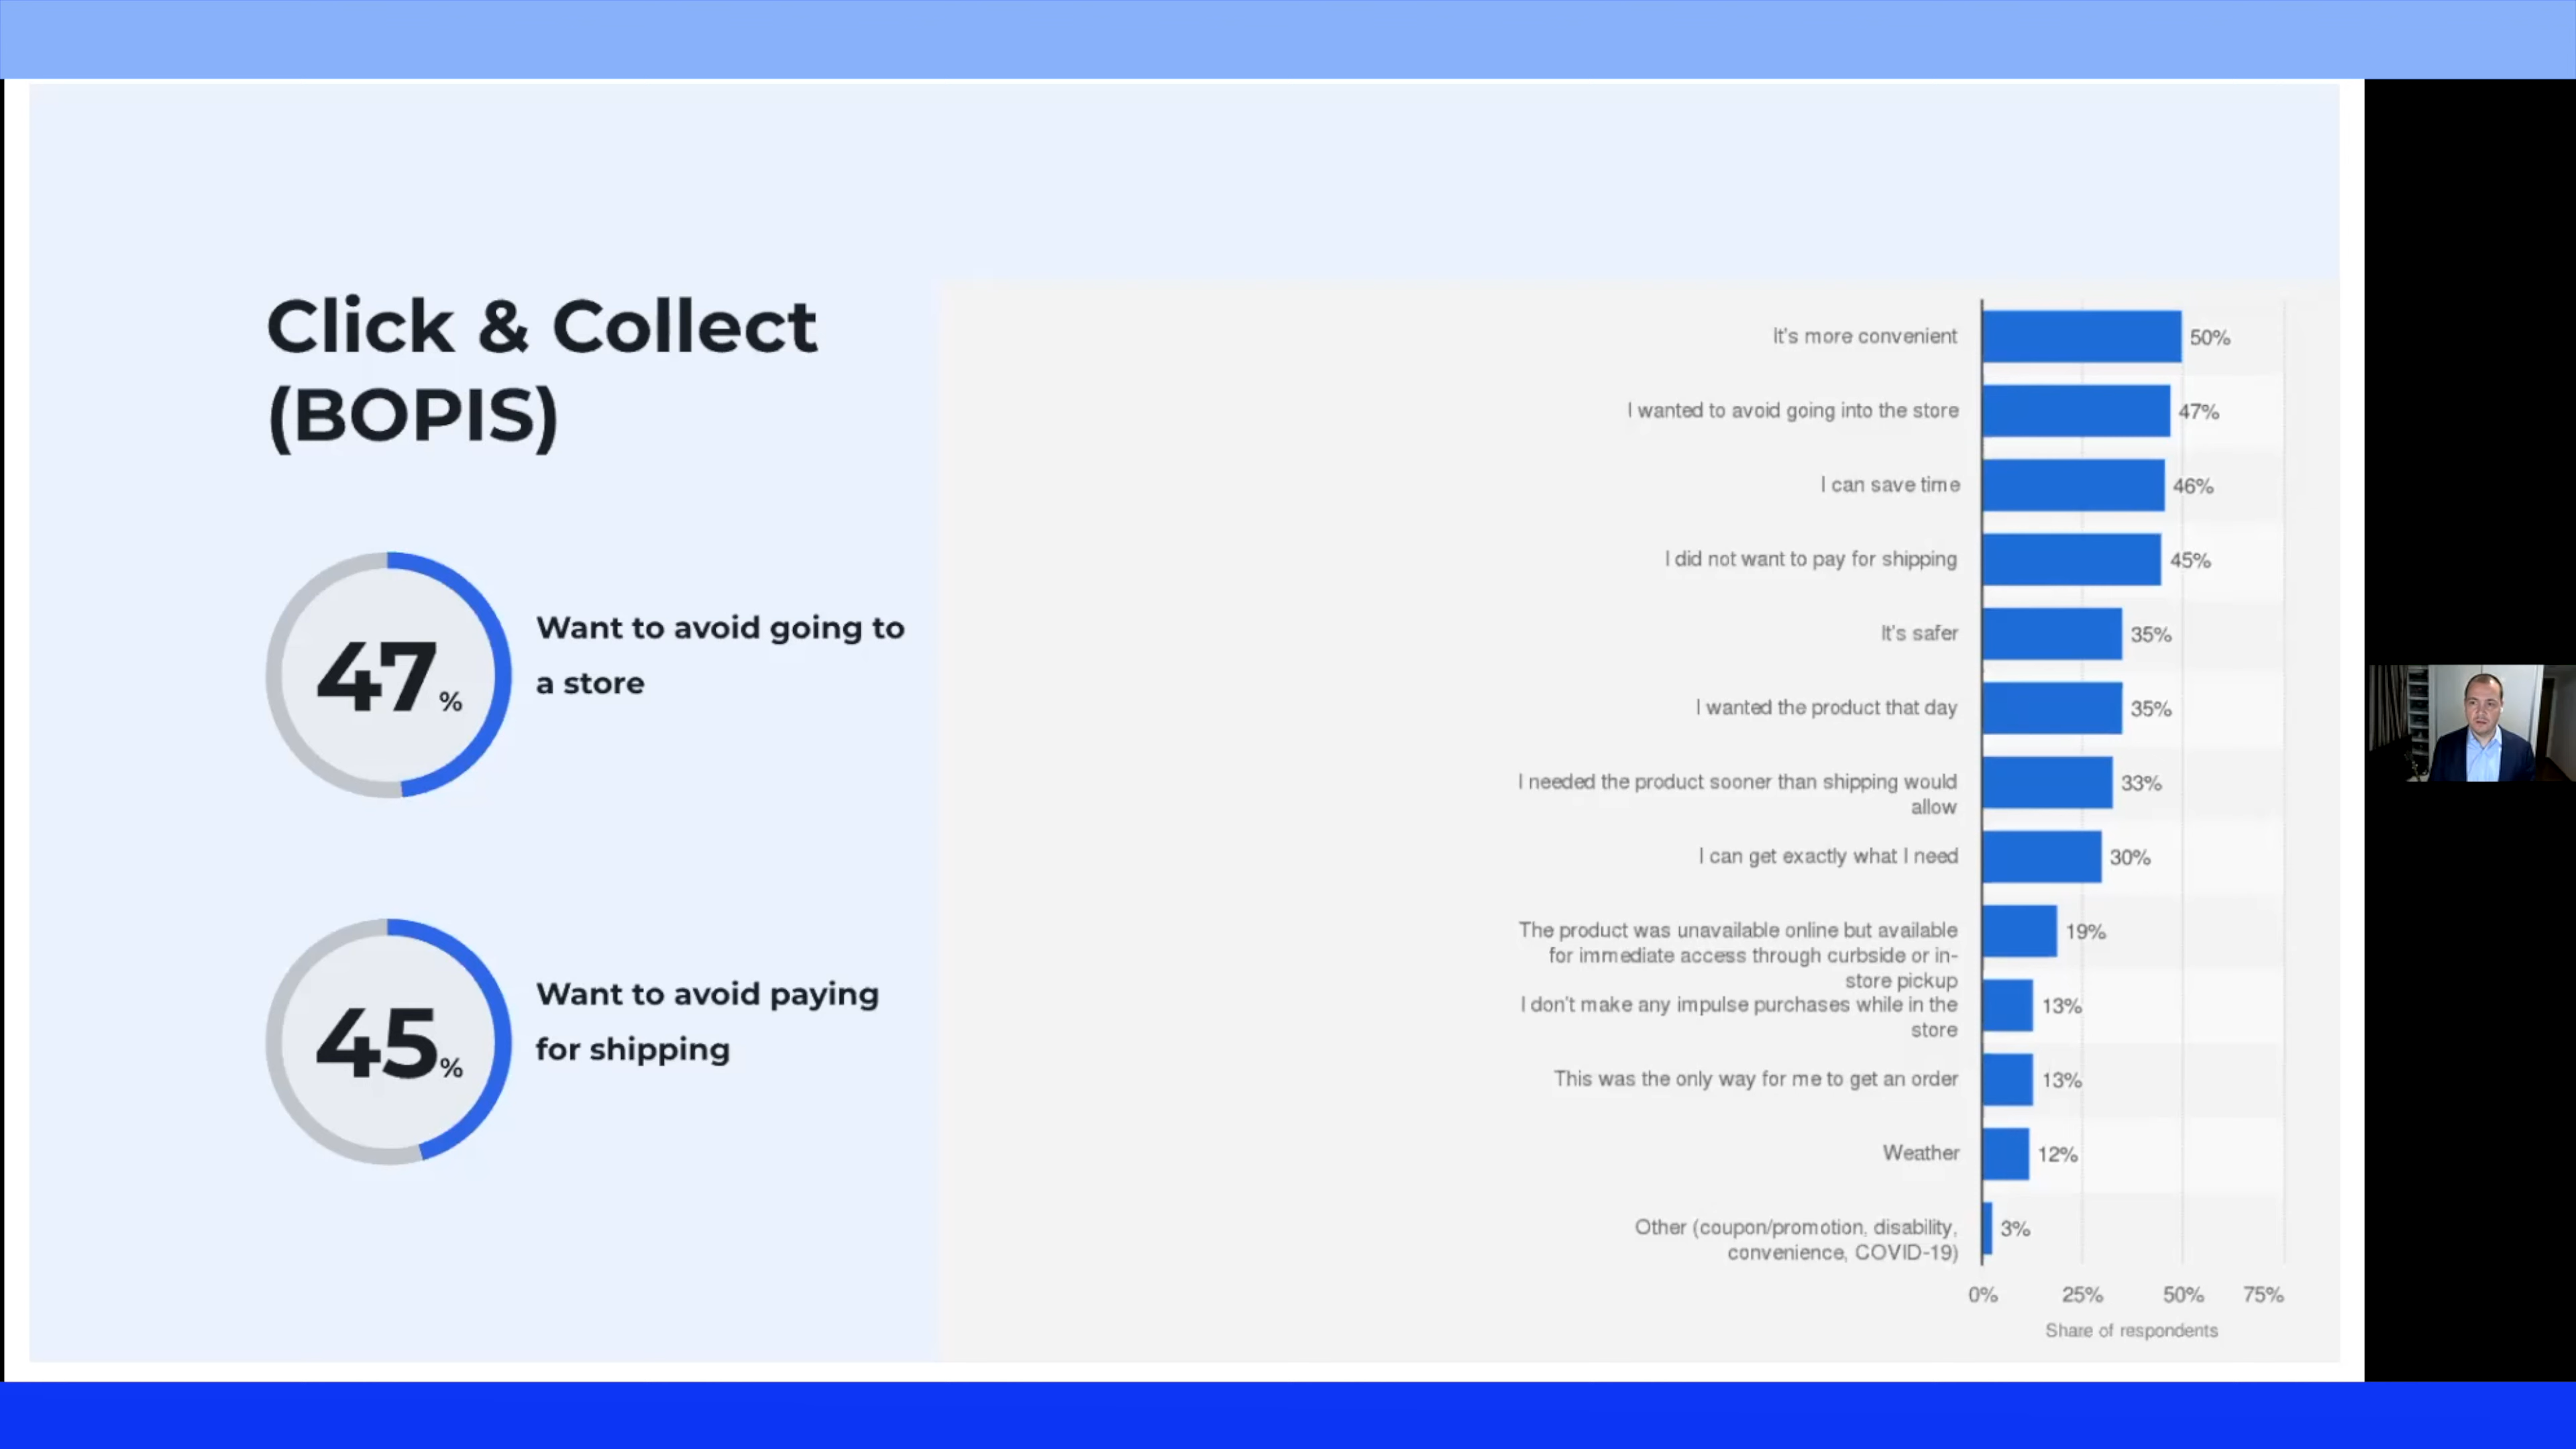 Click & Collect
(BOPIS)
47%
Want to avoid going to
a store
45%
Want to avoid paying
for shipping
It's more convenient
50%
I wanted to avoid going into the store
47%
I can save time
46%
I did not want to pay for shipping
45%
It's safer
35%
I wanted the product that day
35%
I needed the product sooner than shipping would
allow
33%
I can get exactly what I need
30%
The product was unavailable online but available
for immediate access through curbside or in-
store pickup
19%
I don't make any impulse purchases while in the
store
13%
This was the only way for me to get an order
13%
Weather
12%
Other (coupon/promotion, disability,
convenience, COVID-19)
3%
0% 25% 50% 75%
Share of respondents